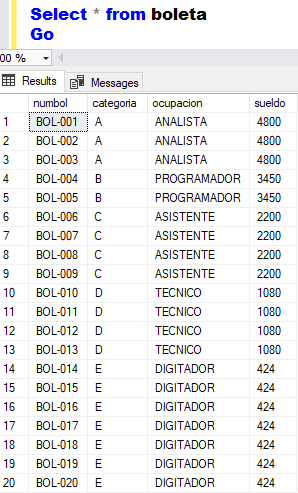 Select * from boleta
Go
00 %
Results Messages
numbol categoria ocupacion sueldo
1 BOL-001 A ANALISTA 4800
2 BOL-002 A ANALISTA 4800
3 BOL-003 A ANALISTA 4800
4 BOL-004 B PROGRAMADOR 3450
5 BOL-005 B PROGRAMADOR 3450
6 BOL-006 C ASISTENTE 2200
7 BOL-007 C ASISTENTE 2200
8 BOL-008 C ASISTENTE 2200
9 BOL-009 C ASISTENTE 2200
10 BOL-010 D TECNICO 1080
11 BOL-011 D TECNICO 1080
12 BOL-012 D TECNICO 1080
13 BOL-013 D TECNICO 1080
14 BOL-014 E DIGITADOR 424
15 BOL-015 E DIGITADOR 424
16 BOL-016 E DIGITADOR 424
17 BOL-017 E DIGITADOR 424
18 BOL-018 E DIGITADOR 424
19 BOL-019 E DIGITADOR 424
20 BOL-020 E DIGITADOR 424